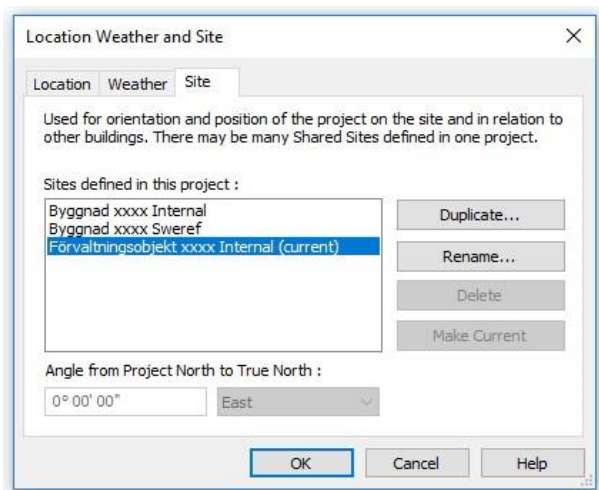 Location Weather and Site
Location Weather Site
Used for orientation and position of the project on the site and in relation to
other buildings. There may be many Shared Sites defined in one project.
Sites defined in this project :
Byggnad xxxx Internal
Byggnad xxxx Sweref
Förvaltningsobjekt xxxx Internal (current)
Duplicate...
Rename...
Delete
Make Current
Angle from Project North to True North :
0° 00' 00"
East
OK Cancel Help